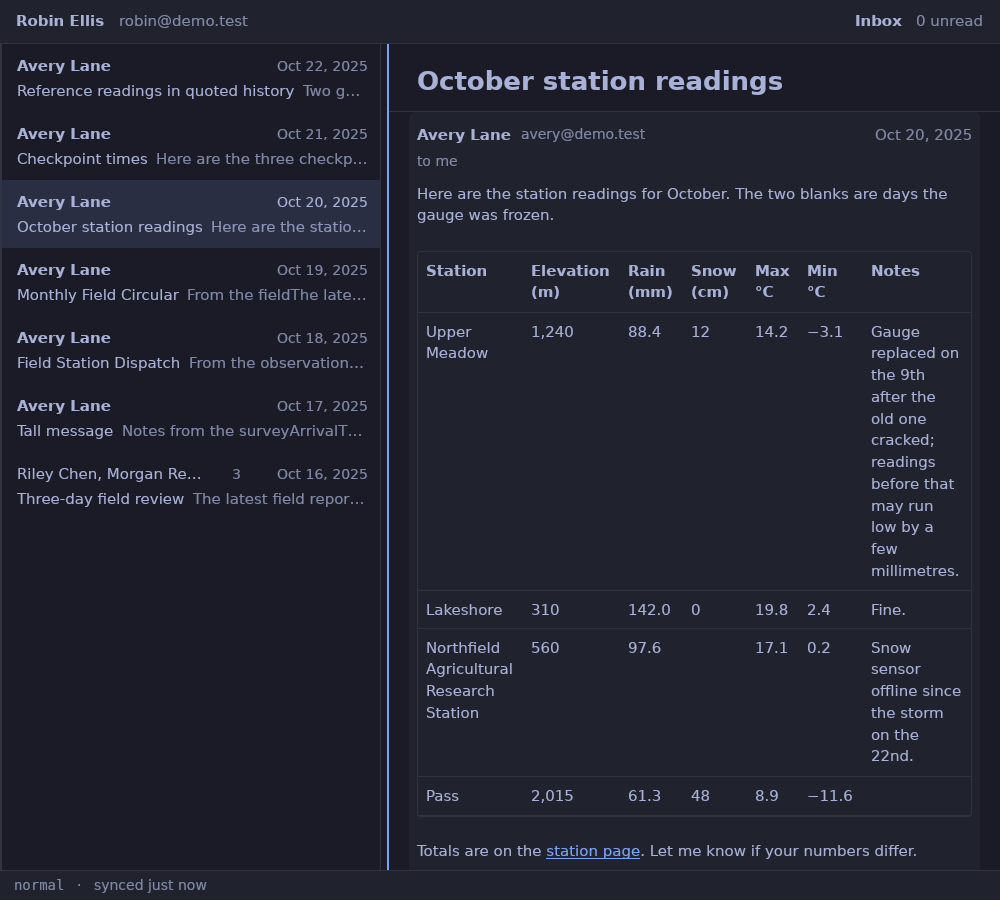 Robin Ellis robin@demo.test Inbox 0 unread
Avery Lane Oct 22, 2025
Reference readings in quoted history Two g…
Avery Lane Oct 21, 2025
Checkpoint times Here are the three checkp…
Avery Lane Oct 20, 2025
October station readings Here are the statio…
Avery Lane Oct 19, 2025
Monthly Field Circular From the fieldThe late…
Avery Lane Oct 18, 2025
Field Station Dispatch From the observation…
Avery Lane Oct 17, 2025
Tall message Notes from the surveyArrivalT…
Riley Chen, Morgan Re… 3 Oct 16, 2025
Three-day field review The latest field repor…
October station readings
Avery Lane avery@demo.test Oct 20, 2025
to me
Here are the station readings for October. The two blanks are days the
gauge was frozen.
Station Elevation Rain Snow Max Min Notes
(m) (mm) (cm) °C °C
Upper 1,240 88.4 12 14.2 −3.1 Gauge
Meadow replaced on
the 9th
after the
old one
cracked;
readings
before that
may run
low by a
few
millimetres.
Lakeshore 310 142.0 0 19.8 2.4 Fine.
Northfield 560 97.6 17.1 0.2 Snow
Agricultural sensor
Research offline since
Station the storm
on the
22nd.
Pass 2,015 61.3 48 8.9 −11.6
Totals are on the station page. Let me know if your numbers differ.
normal · synced just now